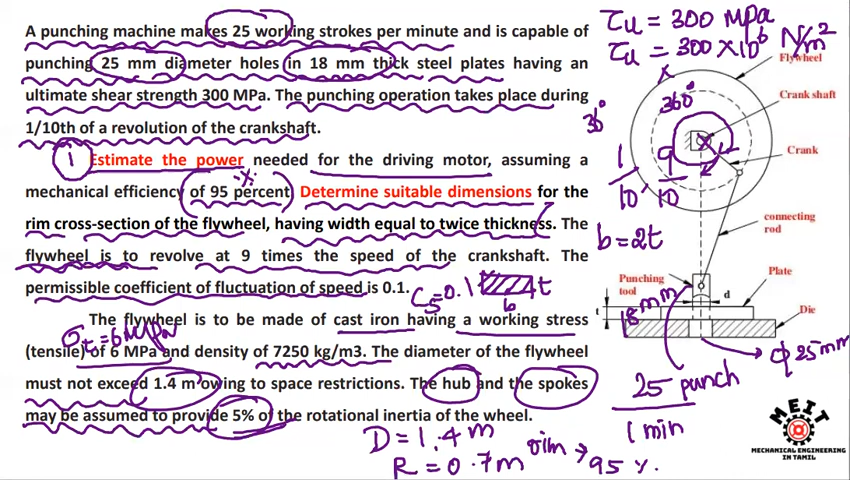 A punching machine makes 25 working strokes per minute and is capable of
punching 25 mm diameter holes in 18 mm thick steel plates having an
ultimate shear strength 300 MPa. The punching operation takes place during
1/10th of a revolution of the crankshaft.
1 Estimate the power needed for the driving motor, assuming a
mechanical efficiency of 95 percent. Determine suitable dimensions for the
rim cross-section of the flywheel, having width equal to twice thickness. The
flywheel is to revolve at 9 times the speed of the crankshaft. The
permissible coefficient of fluctuation of speed is 0.1.
Cs=0.1
t
b
σt=6MPa
The flywheel is to be made of cast iron having a working stress
(tensile) of 6 MPa and density of 7250 kg/m3. The diameter of the flywheel
must not exceed 1.4 m owing to space restrictions. The hub and the spokes
may be assumed to provide 5% of the rotational inertia of the wheel.
D = 1.4 m
R = 0.7m
rim → 95 %
τu = 300 MPa
τu = 300 × 10⁶ N/m²
Flywheel
360°
36°
Crank shaft
1/10
9/10
Crank
b = 2t
connecting
rod
Punching
tool
Plate
d
t
18mm
Die
ϕ 25 mm
25 punch
1 min
MEIT
MECHANICAL ENGINEERING
IN TAMIL